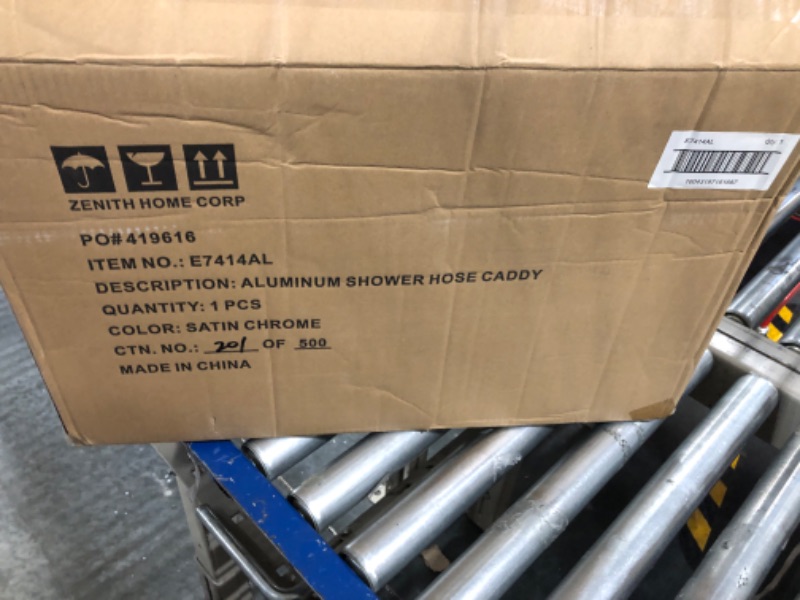 ZENITH HOME CORP
PO# 419616
ITEM NO.: E7414AL
DESCRIPTION: ALUMINUM SHOWER HOSE CADDY
QUANTITY: 1 PCS
COLOR: SATIN CHROME
CTN. NO.: 201 OF 500
MADE IN CHINA
E7414AL